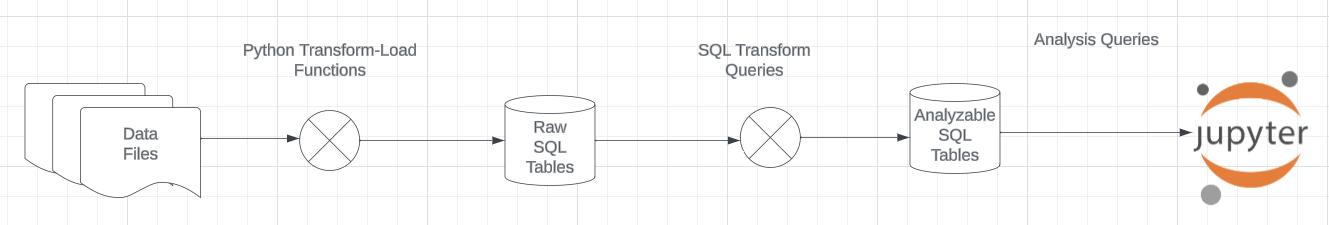 Python Transform-Load
Functions
SQL Transform
Queries
Analysis Queries
Data
Files
Raw
SQL
Tables
Analyzable
SQL
Tables
jupyter